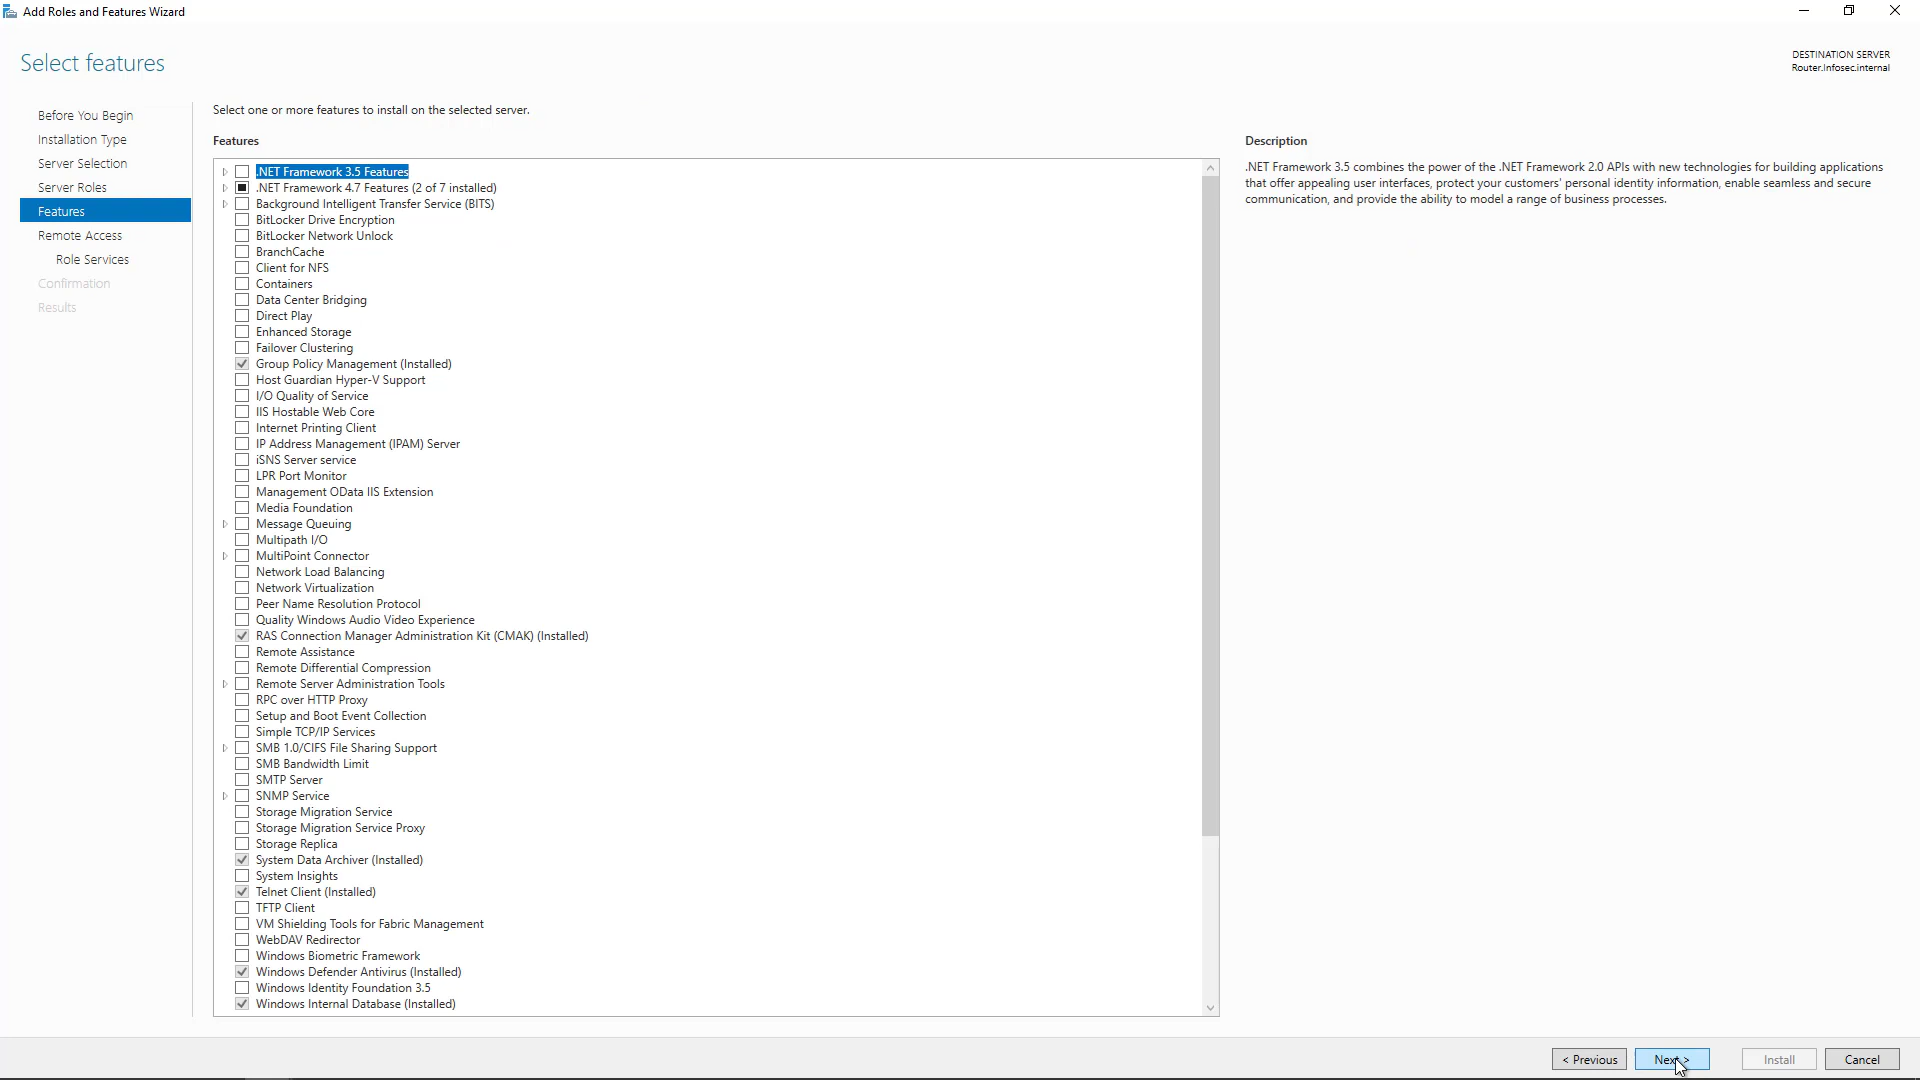 Add Roles and Features Wizard
Select features
DESTINATION SERVER
Router.Infosec.internal
Before You Begin
Installation Type
Server Selection
Server Roles
Features
Remote Access
Role Services
Confirmation
Results
Select one or more features to install on the selected server.
Features
.NET Framework 3.5 Features
.NET Framework 4.7 Features (2 of 7 installed)
Background Intelligent Transfer Service (BITS)
BitLocker Drive Encryption
BitLocker Network Unlock
BranchCache
Client for NFS
Containers
Data Center Bridging
Direct Play
Enhanced Storage
Failover Clustering
Group Policy Management (Installed)
Host Guardian Hyper-V Support
I/O Quality of Service
IIS Hostable Web Core
Internet Printing Client
IP Address Management (IPAM) Server
iSNS Server service
LPR Port Monitor
Management OData IIS Extension
Media Foundation
Message Queuing
Multipath I/O
MultiPoint Connector
Network Load Balancing
Network Virtualization
Peer Name Resolution Protocol
Quality Windows Audio Video Experience
RAS Connection Manager Administration Kit (CMAK) (Installed)
Remote Assistance
Remote Differential Compression
Remote Server Administration Tools
RPC over HTTP Proxy
Setup and Boot Event Collection
Simple TCP/IP Services
SMB 1.0/CIFS File Sharing Support
SMB Bandwidth Limit
SMTP Server
SNMP Service
Storage Migration Service
Storage Migration Service Proxy
Storage Replica
System Data Archiver (Installed)
System Insights
Telnet Client (Installed)
TFTP Client
VM Shielding Tools for Fabric Management
WebDAV Redirector
Windows Biometric Framework
Windows Defender Antivirus (Installed)
Windows Identity Foundation 3.5
Windows Internal Database (Installed)
Description
.NET Framework 3.5 combines the power of the .NET Framework 2.0 APIs with new technologies for building applications
that offer appealing user interfaces, protect your customers' personal identity information, enable seamless and secure
communication, and provide the ability to model a range of business processes.
< Previous
Next >
Install
Cancel